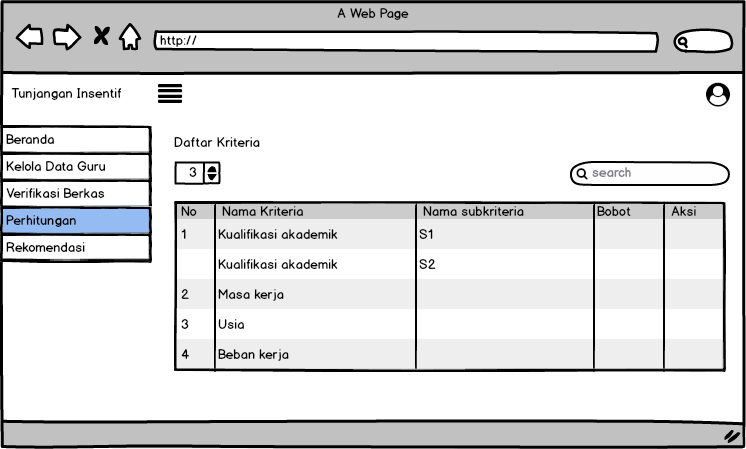 A Web Page
http://
Tunjangan Insentif
Beranda
Kelola Data Guru
Verifikasi Berkas
Perhitungan
Rekomendasi
Daftar Kriteria
3
search
No Nama Kriteria Nama subkriteria Bobot Aksi
1 Kualifikasi akademik S1
Kualifikasi akademik S2
2 Masa kerja
3 Usia
4 Beban kerja